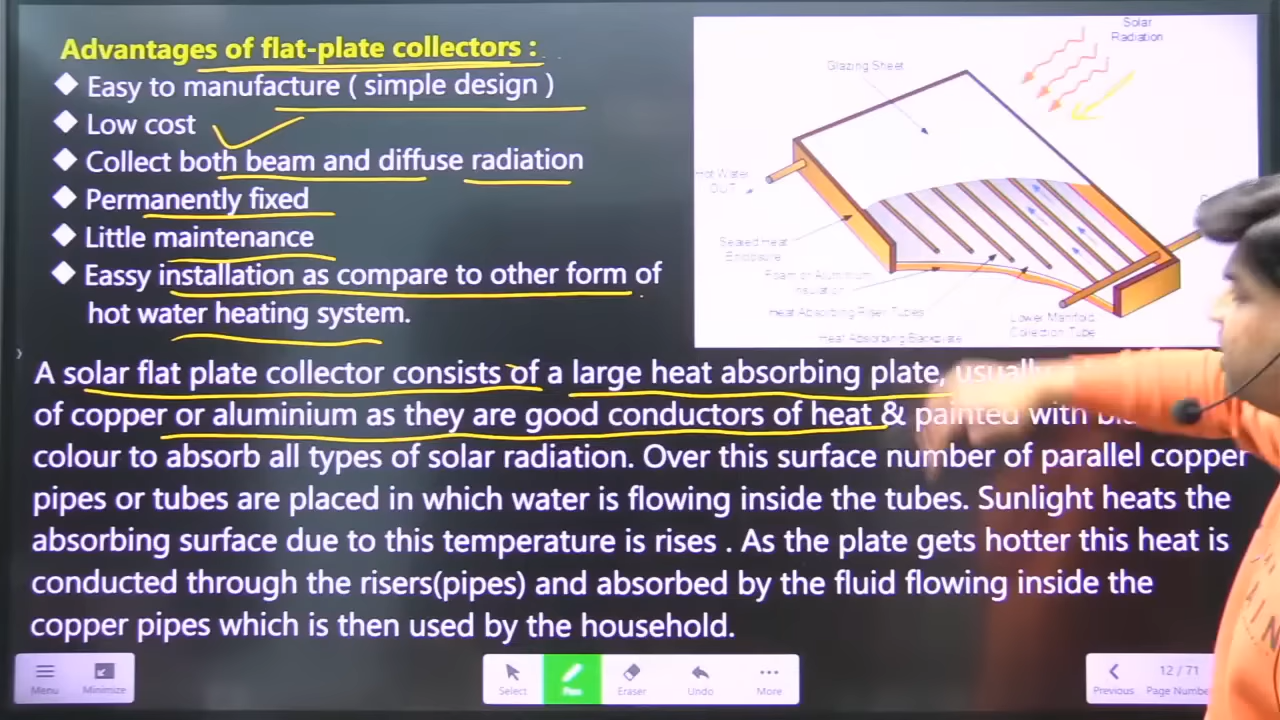 Advantages of flat-plate collectors :
◆ Easy to manufacture ( simple design )
◆ Low cost
◆ Collect both beam and diffuse radiation
◆ Permanently fixed
◆ Little maintenance
◆ Eassy installation as compare to other form of
hot water heating system.
Solar
Radiation
Glazing Sheet
Hot Water
OUT
Sealed Heat
Enclosure
Foam or Aluminium
Insulation
Heat Absorbing Riser Tubes
Lower Manifold
Collection Tube
Heat Absorbing Backplate
A solar flat plate collector consists of a large heat absorbing plate, usually
of copper or aluminium as they are good conductors of heat & painted with
colour to absorb all types of solar radiation. Over this surface number of parallel copper
pipes or tubes are placed in which water is flowing inside the tubes. Sunlight heats the
absorbing surface due to this temperature is rises . As the plate gets hotter this heat is
conducted through the risers(pipes) and absorbed by the fluid flowing inside the
copper pipes which is then used by the household.
Menu
Minimize
Select
Pen
Eraser
Undo
More
Previous
12 / 71
Page Numbe